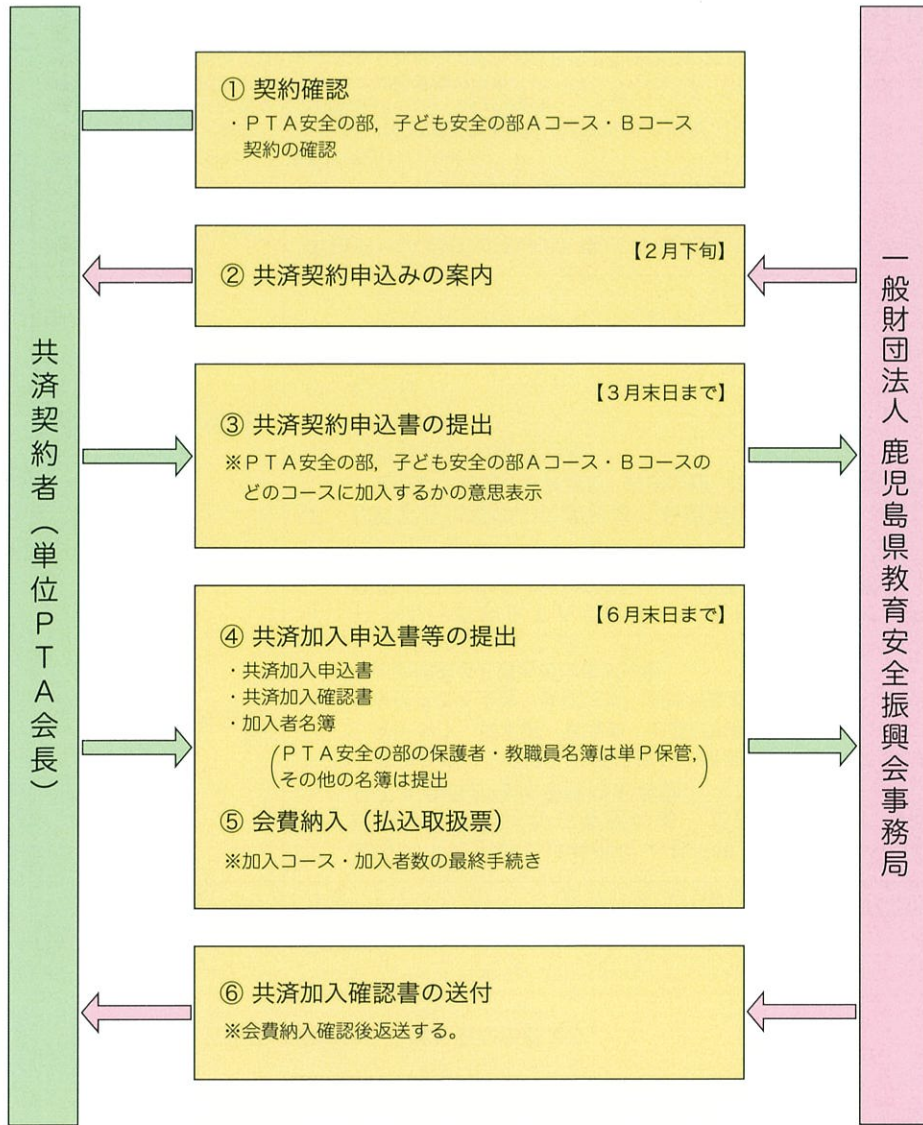 共済契約者（単位ＰＴＡ会長）
① 契約確認
・ＰＴＡ安全の部，子ども安全の部Ａコース・Ｂコース
契約の確認
【２月下旬】
② 共済契約申込みの案内
【３月末日まで】
③ 共済契約申込書の提出
※ＰＴＡ安全の部，子ども安全の部Ａコース・Ｂコースの
どのコースに加入するかの意思表示
【６月末日まで】
④ 共済加入申込書等の提出
・共済加入申込書
・共済加入確認書
・加入者名簿
（ＰＴＡ安全の部の保護者・教職員名簿は単Ｐ保管，
その他の名簿は提出）
⑤ 会費納入（払込取扱票）
※加入コース・加入者数の最終手続き
⑥ 共済加入確認書の送付
※会費納入確認後返送する。
一般財団法人 鹿児島県教育安全振興会事務局